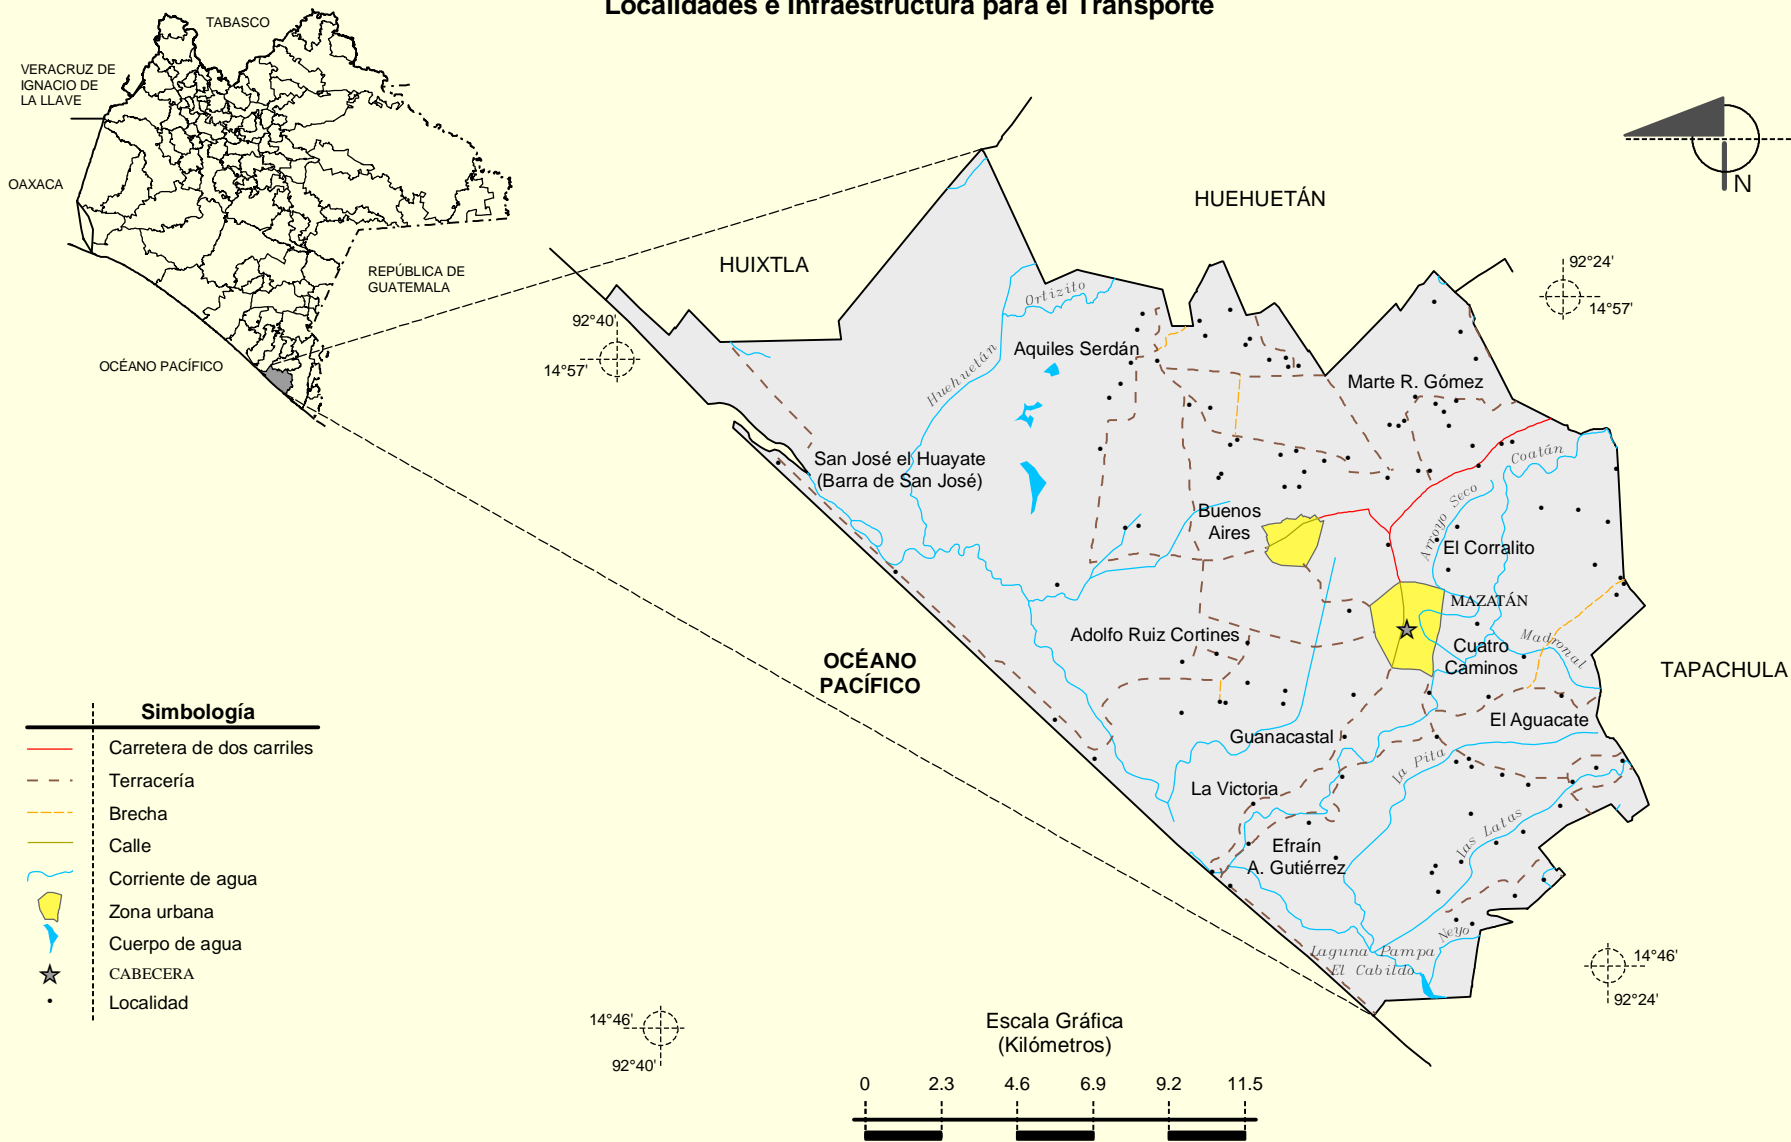 Localidades e Infraestructura para el Transporte
TABASCO
VERACRUZ DE
IGNACIO DE
LA LLAVE
OAXACA
REPÚBLICA DE
GUATEMALA
OCÉANO PACÍFICO
N
HUEHUETÁN
HUIXTLA
TAPACHULA
92°40'
14°57'
92°24'
14°57'
Ortizito
Huehuetán
Aquiles Serdán
Marte R. Gómez
San José el Huayate
(Barra de San José)
Coatán
Arroyo Seco
Buenos
Aires
El Corralito
MAZATÁN
Adolfo Ruiz Cortines
Cuatro
Caminos
Madronal
OCÉANO
PACÍFICO
El Aguacate
Guanacastal
la Pita
La Victoria
las Latas
Efraín
A. Gutiérrez
Neyo
Laguna Pampa
El Cabildo
14°46'
92°24'
14°46'
92°40'
Simbología
Carretera de dos carriles
Terracería
Brecha
Calle
Corriente de agua
Zona urbana
Cuerpo de agua
CABECERA
Localidad
Escala Gráfica
(Kilómetros)
0 2.3 4.6 6.9 9.2 11.5